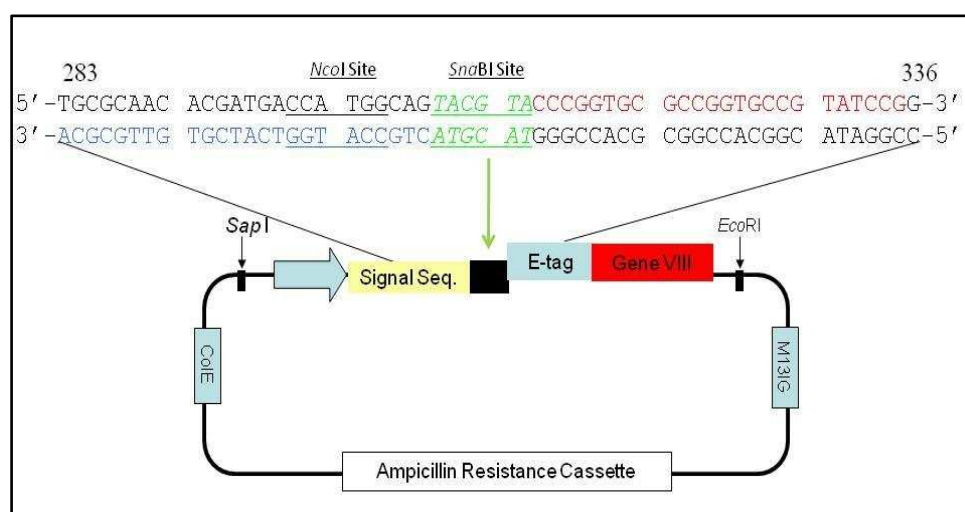 283 NcoI Site SnaBI Site 336
5′-TGCGCAAC ACGATGACCA TGGCAGTACG TACCCGGTGC GCCGGTGCCG TATCCGG-3′
3′-ACGCGTTG TGCTACTGGT ACCGTCATGC ATGGGCCACG CGGCCACGGC ATAGGCC-5′
SapI EcoRI
Signal Seq. E-tag Gene VIII
ColE M13IG
Ampicillin Resistance Cassette